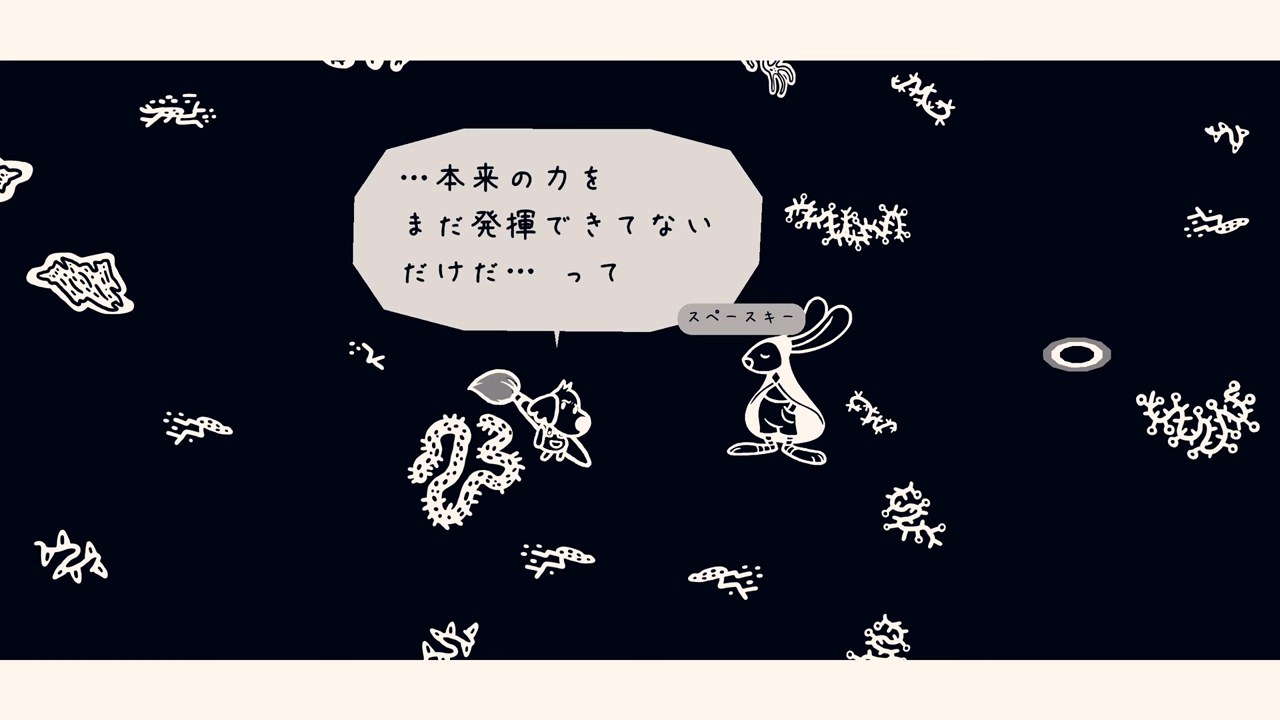 …本来の力を
まだ発揮できてない
だけだ… って
スペースキー